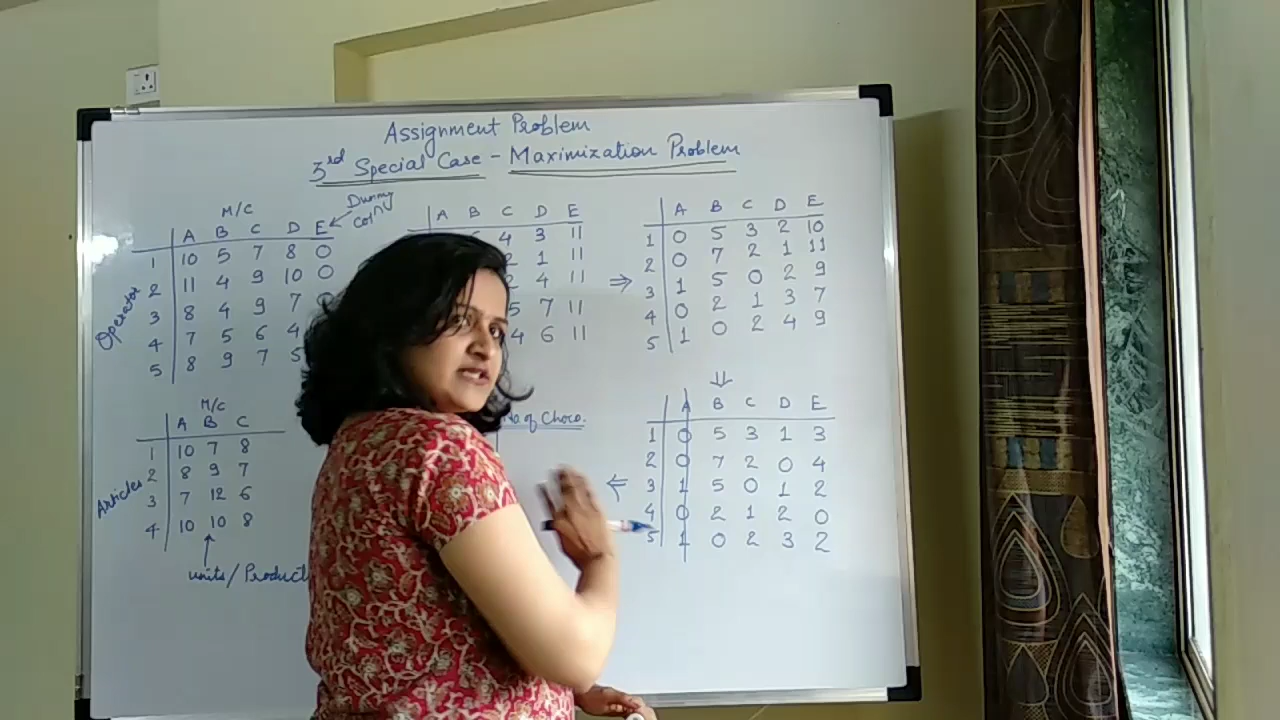 Assignment Problem
3rd Special Case - Maximization Problem
M/C
Dummy
A B C D E
1 10 5 7 8 0
2 11 4 9 10 0
3 8 4 9 7
4 7 5 6 4
5 8 9 7 5
Operator
A B C D E
4 3 11
2 1 11
2 4 11
5 7 11
4 6 11
⇒
A B C D E
1 0 5 3 2 10
2 0 7 2 1 11
3 1 5 0 2 9
4 0 2 1 3 7
5 1 0 2 4 9
⇓
M/C
A B C
1 10 7 8
2 8 9 7
3 7 12 6
4 10 10 8
Articles
units/Product
of Choco.
⇐
A B C D E
1 0 5 3 1 3
2 0 7 2 0 4
3 1 5 0 1 2
4 0 2 1 2 0
5 1 0 2 3 2